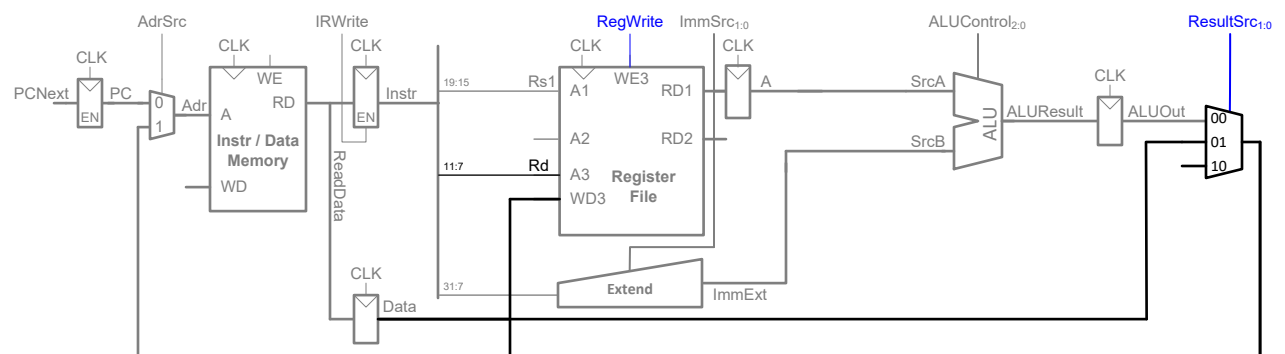 AdrSrc IRWrite RegWrite ImmSrc1:0 ALUControl2:0 ResultSrc1:0
CLK CLK CLK CLK CLK CLK
PCNext PC EN 0 1 Adr
A WE RD
Instr / Data
Memory
WD
EN Instr
ReadData
CLK
Data
19:15 Rs1
11:7 Rd
31:7
A1 WE3 RD1
A2 RD2
A3
WD3
Register
File
Extend
ImmExt
A
SrcA
SrcB
ALU
ALUResult
ALUOut
00
01
10